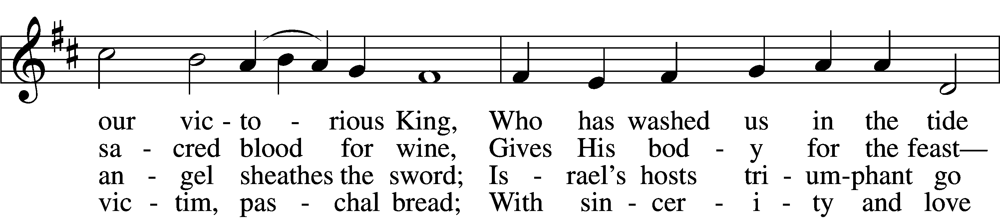 our vic - to - rious King, Who has washed us in the tide
sa - cred blood for wine, Gives His bod - y for the feast—
an - gel sheathes the sword; Is - rael's hosts tri - um-phant go
vic - tim, pas - chal bread; With sin - cer - i - ty and love